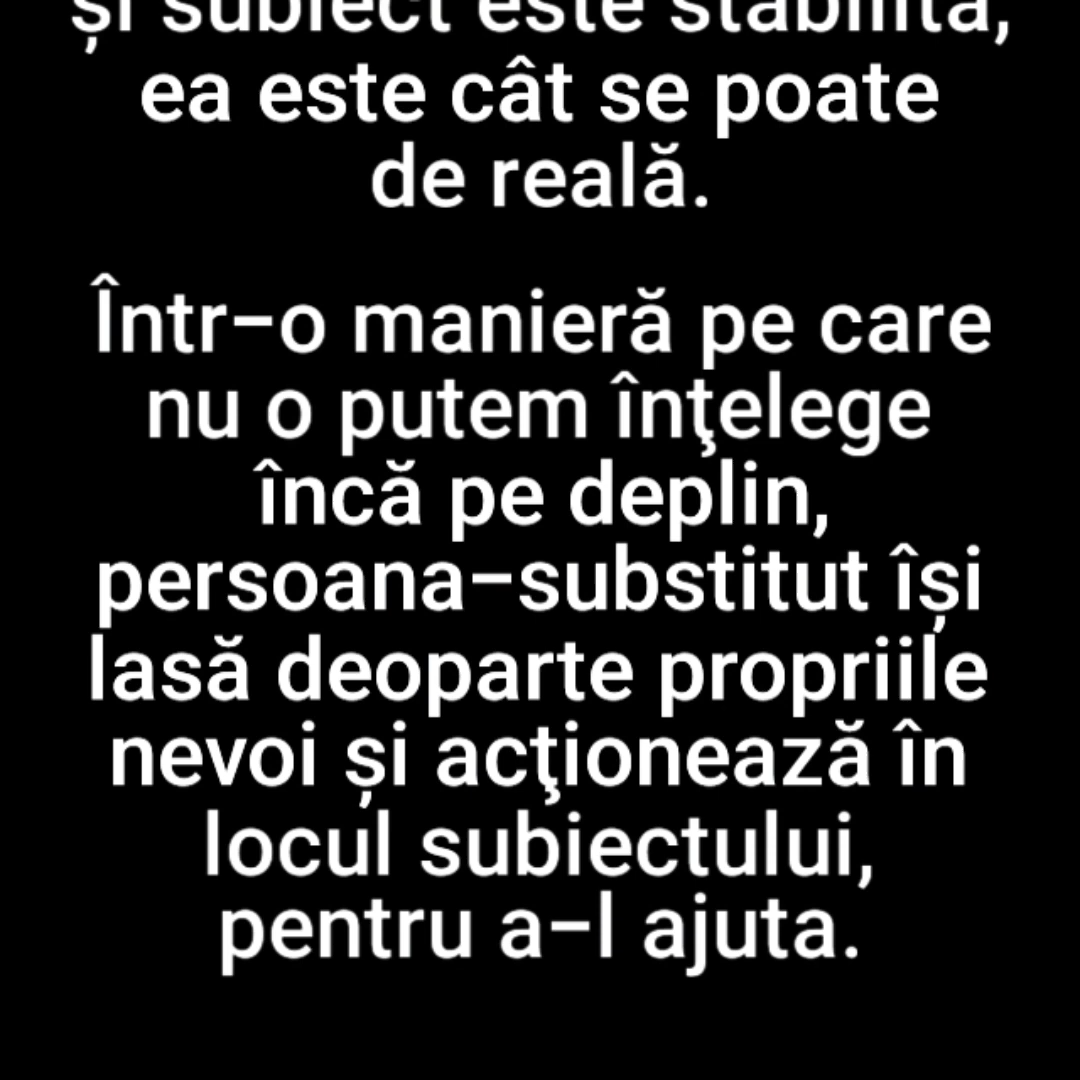 și subiect este stabilită,
ea este cât se poate
de reală.
Într-o manieră pe care
nu o putem înţelege
încă pe deplin,
persoana-substitut își
lasă deoparte propriile
nevoi și acţionează în
locul subiectului,
pentru a-l ajuta.